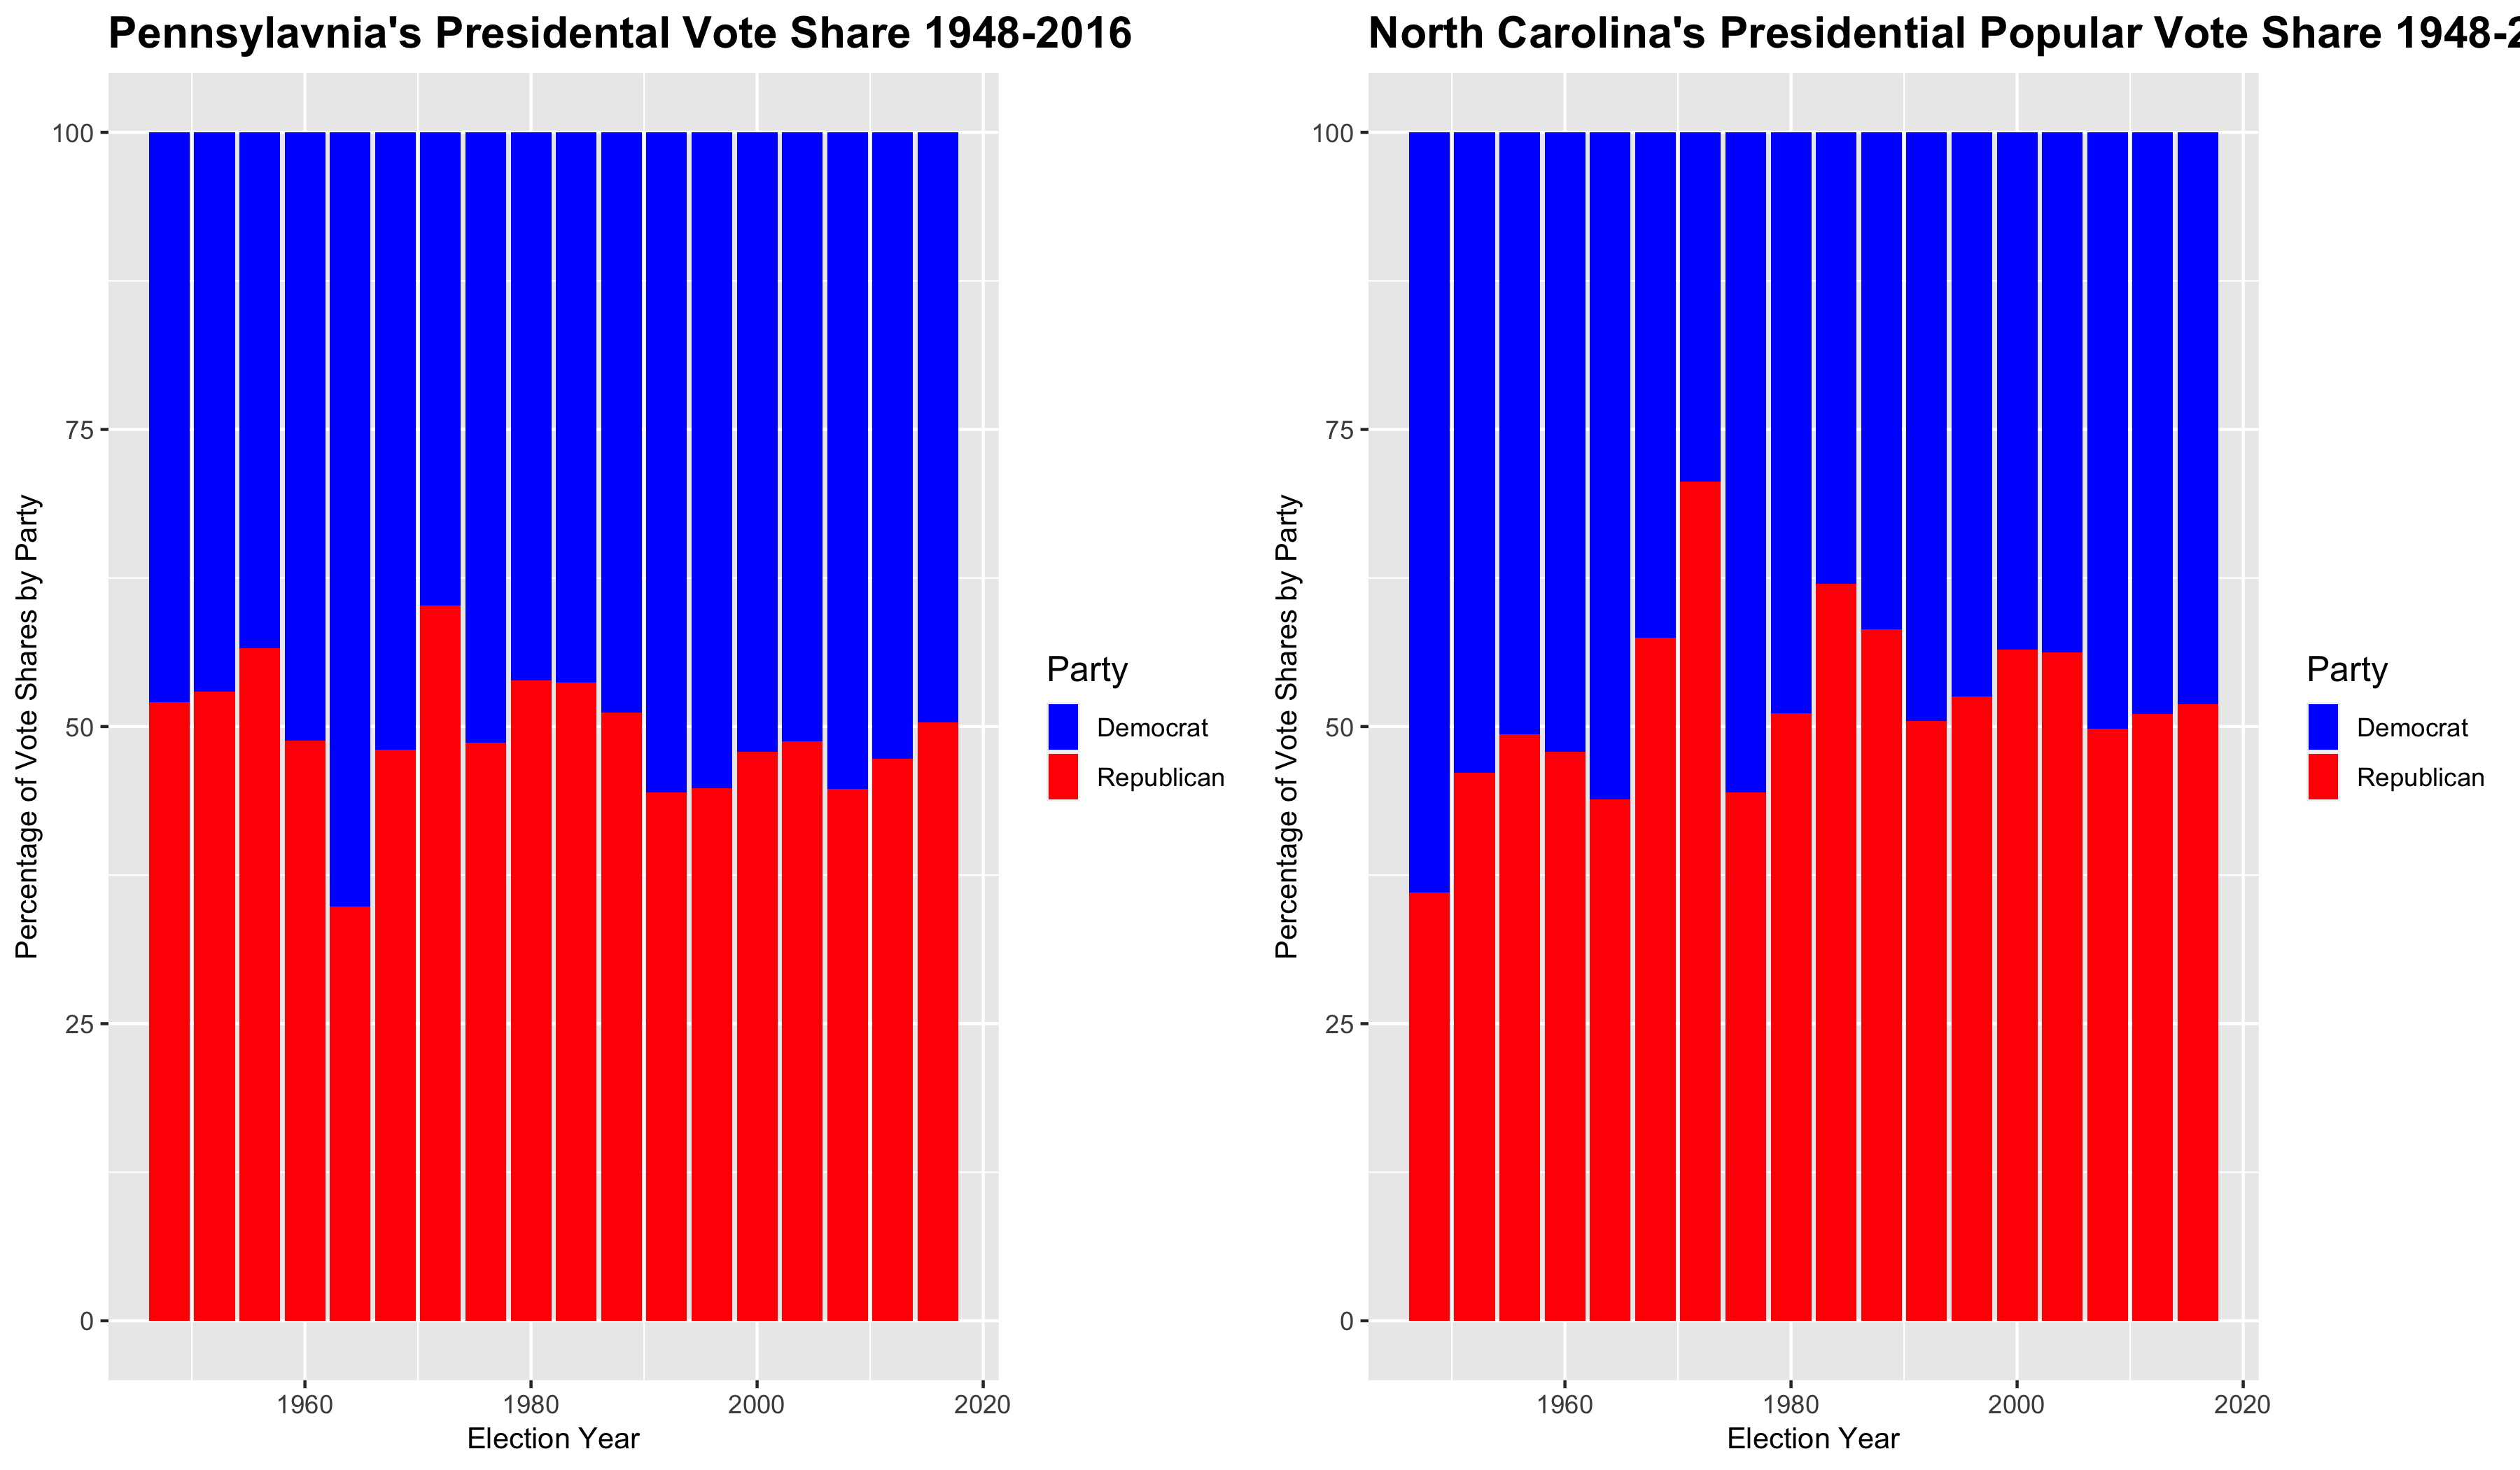 Pennsylavnia's Presidental Vote Share 1948-2016
Percentage of Vote Shares by Party
100
75
50
25
0
1960 1980 2000 2020
Election Year
Party
Democrat
Republican
North Carolina's Presidential Popular Vote Share 1948-2
Percentage of Vote Shares by Party
100
75
50
25
0
1960 1980 2000 2020
Election Year
Party
Democrat
Republican